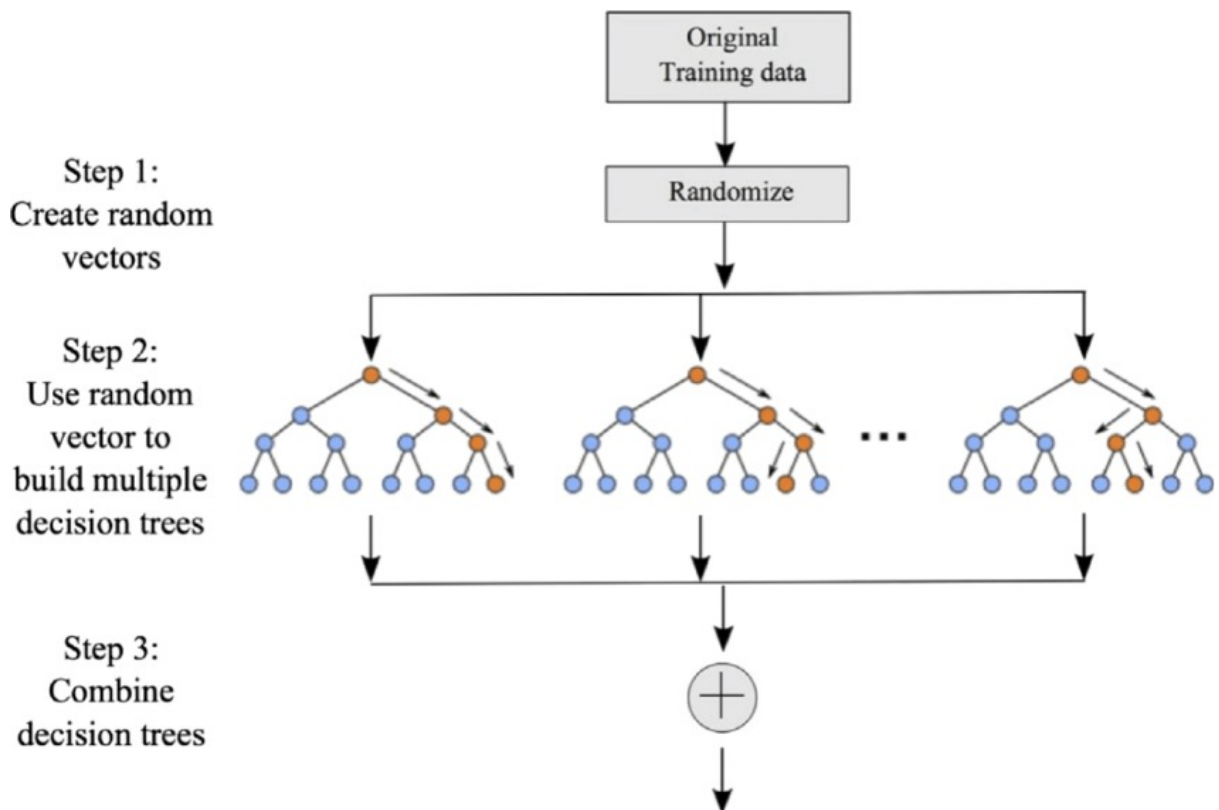 Original
Training data
Step 1:
Create random
vectors
Randomize
Step 2:
Use random
vector to
build multiple
decision trees
...
Step 3:
Combine
decision trees
+